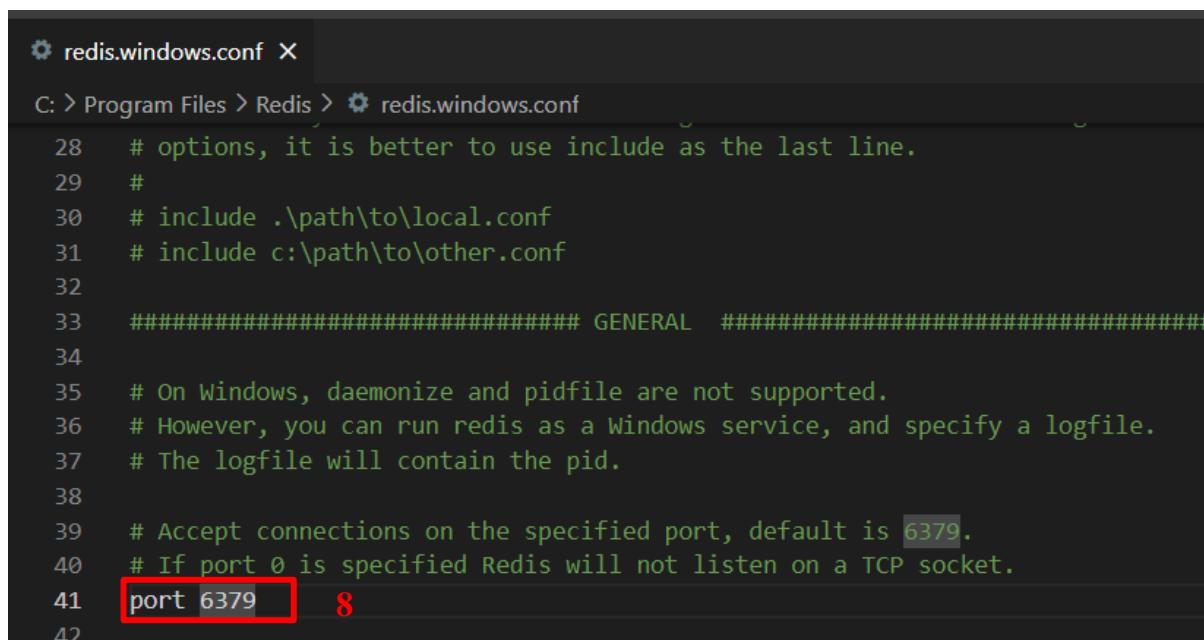 redis.windows.conf ×
C: > Program Files > Redis > redis.windows.conf
28 # options, it is better to use include as the last line.
29 #
30 # include .\path\to\local.conf
31 # include c:\path\to\other.conf
32
33 ################################ GENERAL ##################################
34
35 # On Windows, daemonize and pidfile are not supported.
36 # However, you can run redis as a Windows service, and specify a logfile.
37 # The logfile will contain the pid.
38
39 # Accept connections on the specified port, default is 6379.
40 # If port 0 is specified Redis will not listen on a TCP socket.
41 port 6379 8
42